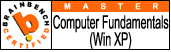 BRAINBENCH
b!
CERTIFIED
MASTER
Computer Fundamentals
(Win XP)